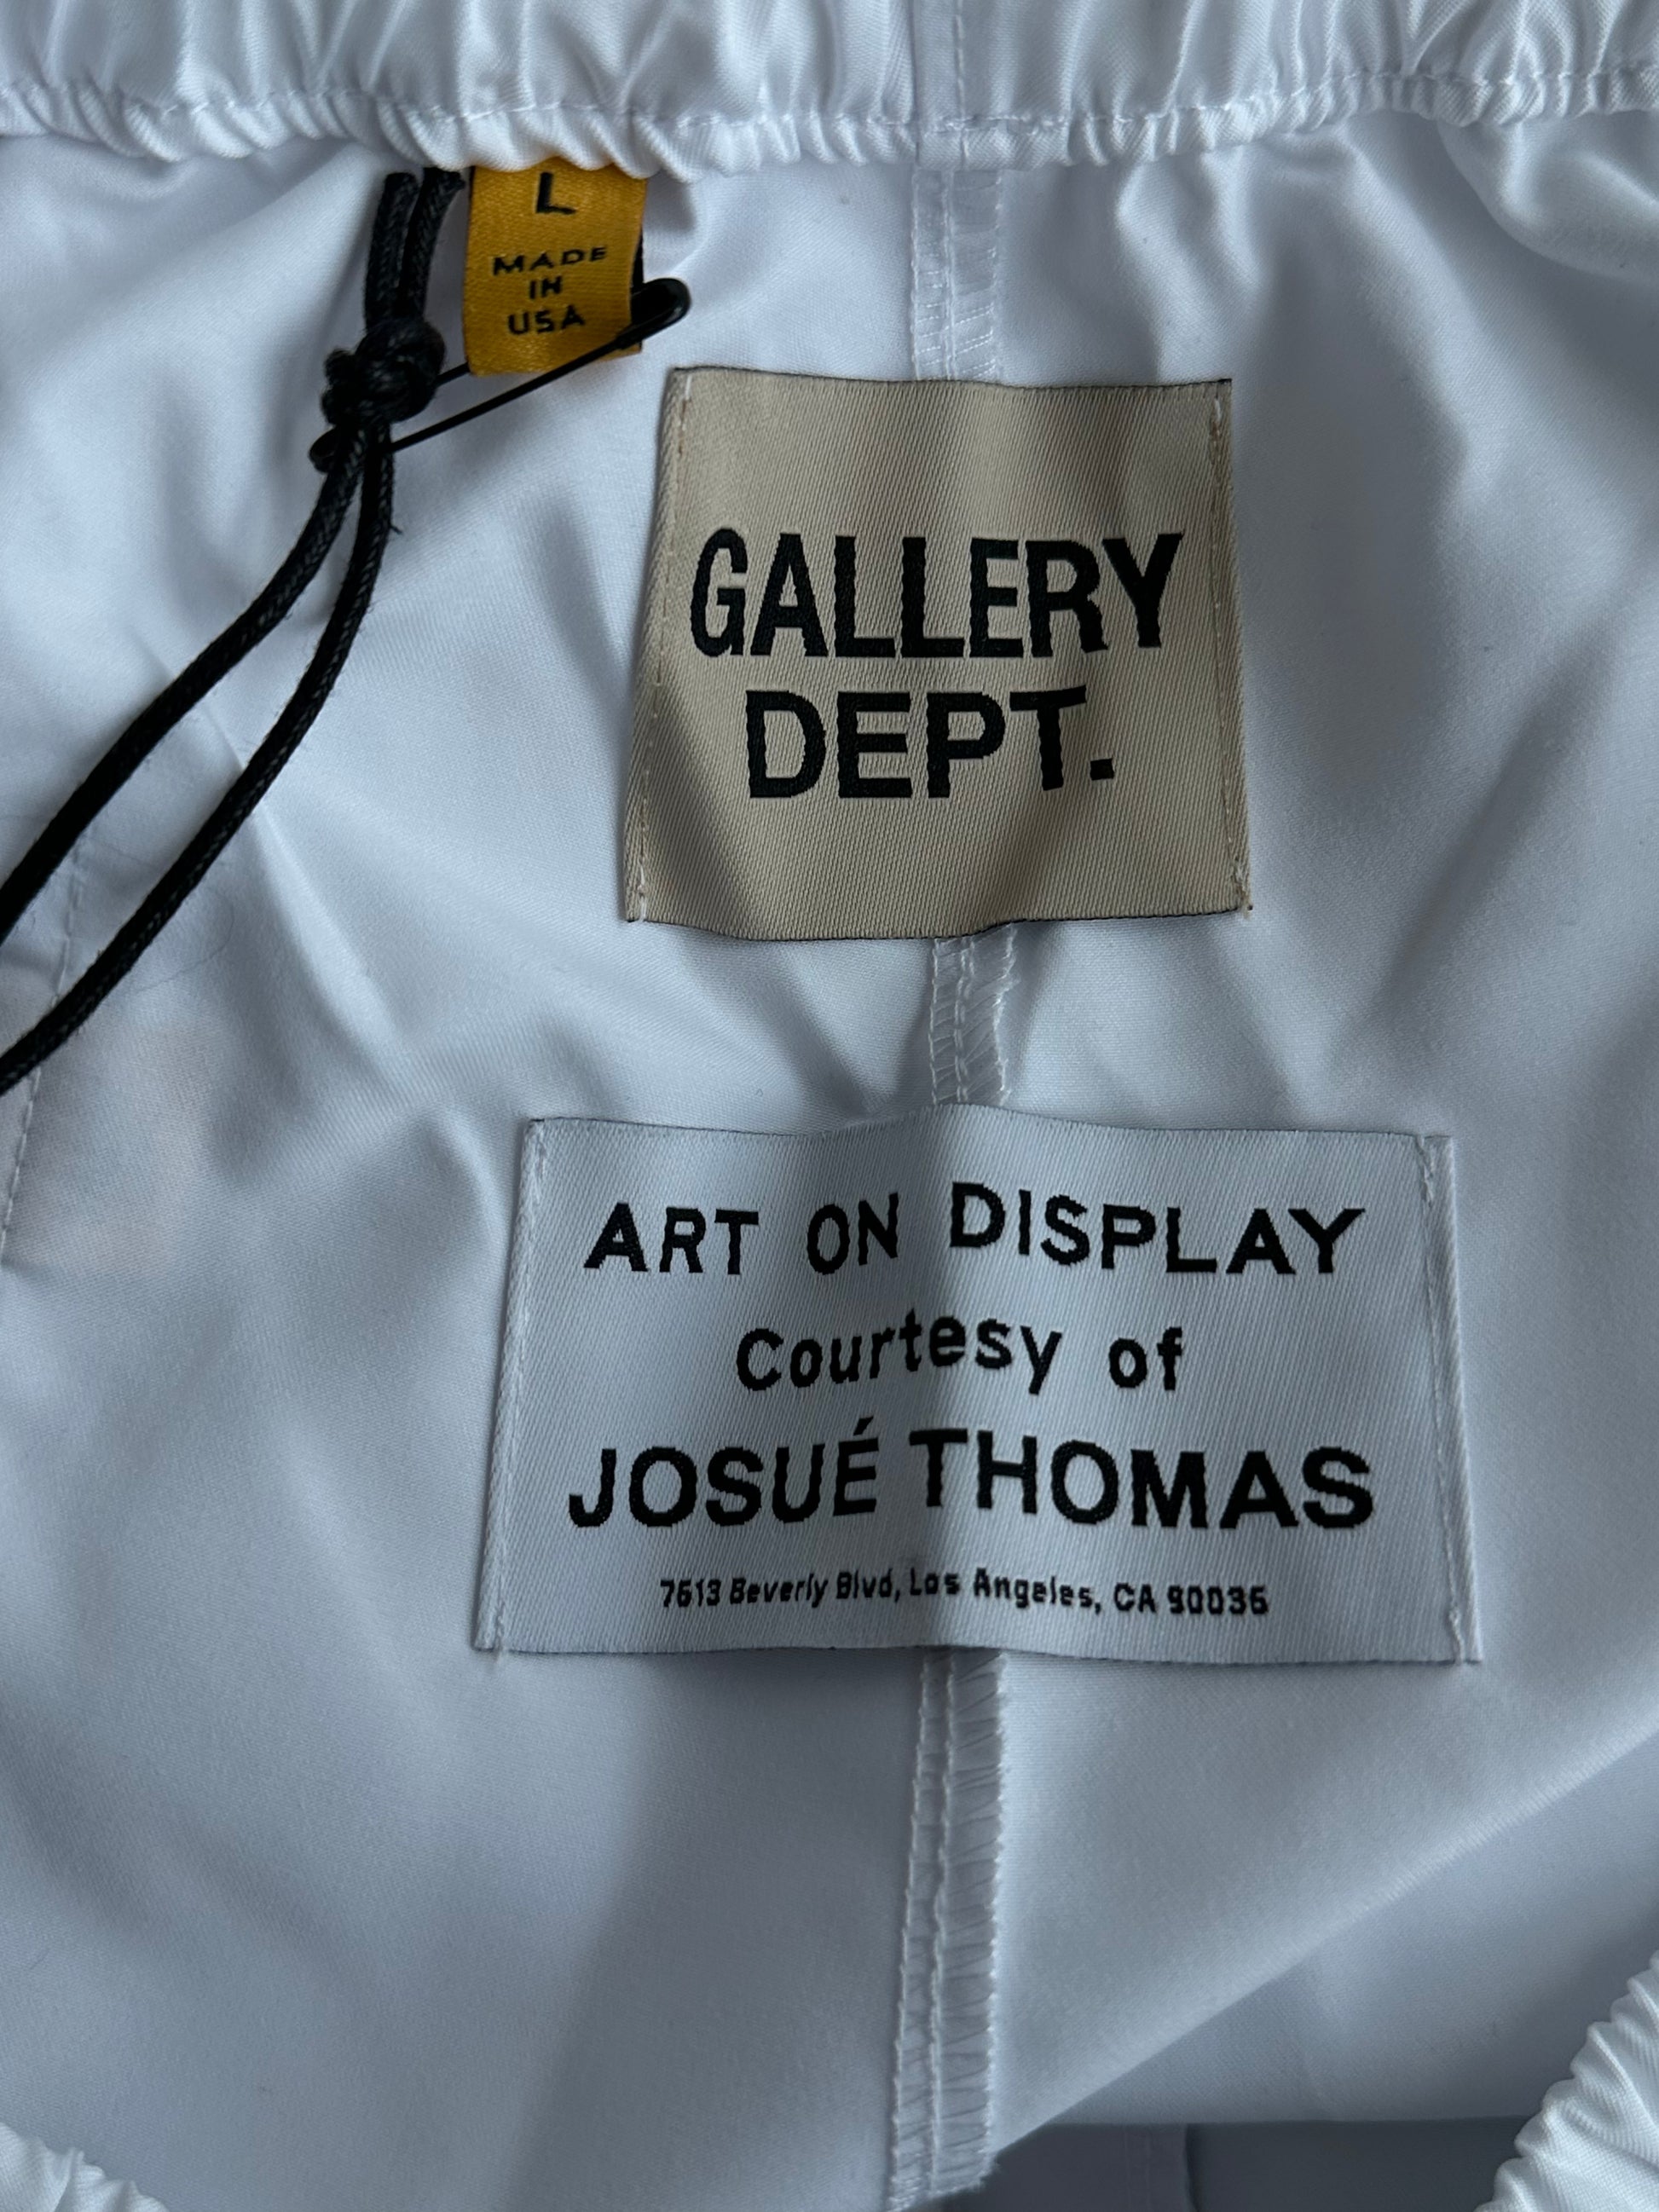 L
MADE
IN
USA
GALLERY
DEPT.
ART ON DISPLAY
Courtesy of
JOSUÉ THOMAS
7613 Beverly Blvd, Los Angeles, CA 90036